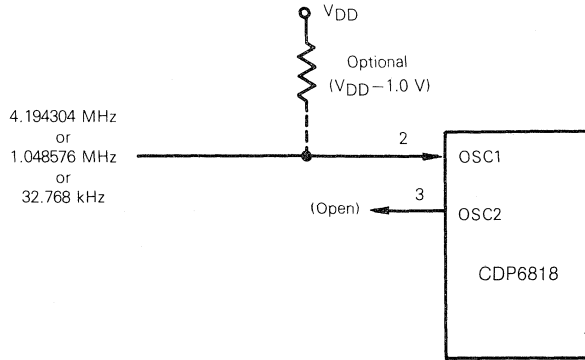 VDD
Optional
(VDD−1.0 V)
4.194304 MHz
or
1.048576 MHz
or
32.768 kHz
2
OSC1
3
(Open)
OSC2
CDP6818